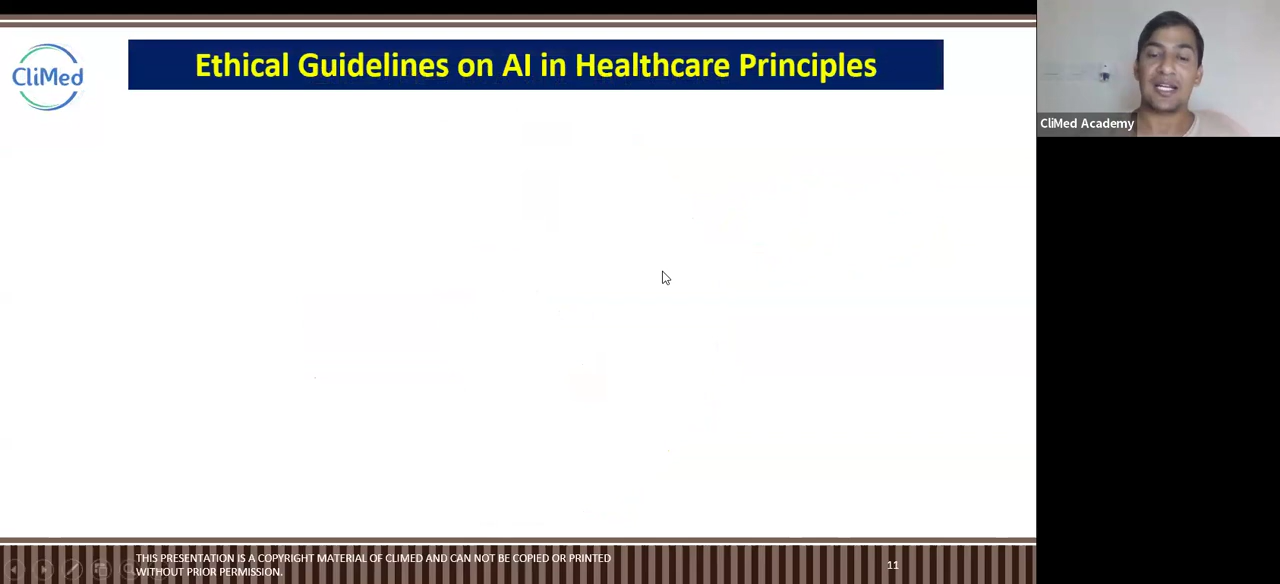 CliMed
Ethical Guidelines on AI in Healthcare Principles
CliMed Academy
THIS PRESENTATION IS A COPYRIGHT MATERIAL OF CLIMED AND CAN NOT BE COPIED OR PRINTED
WITHOUT PRIOR PERMISSION.
11